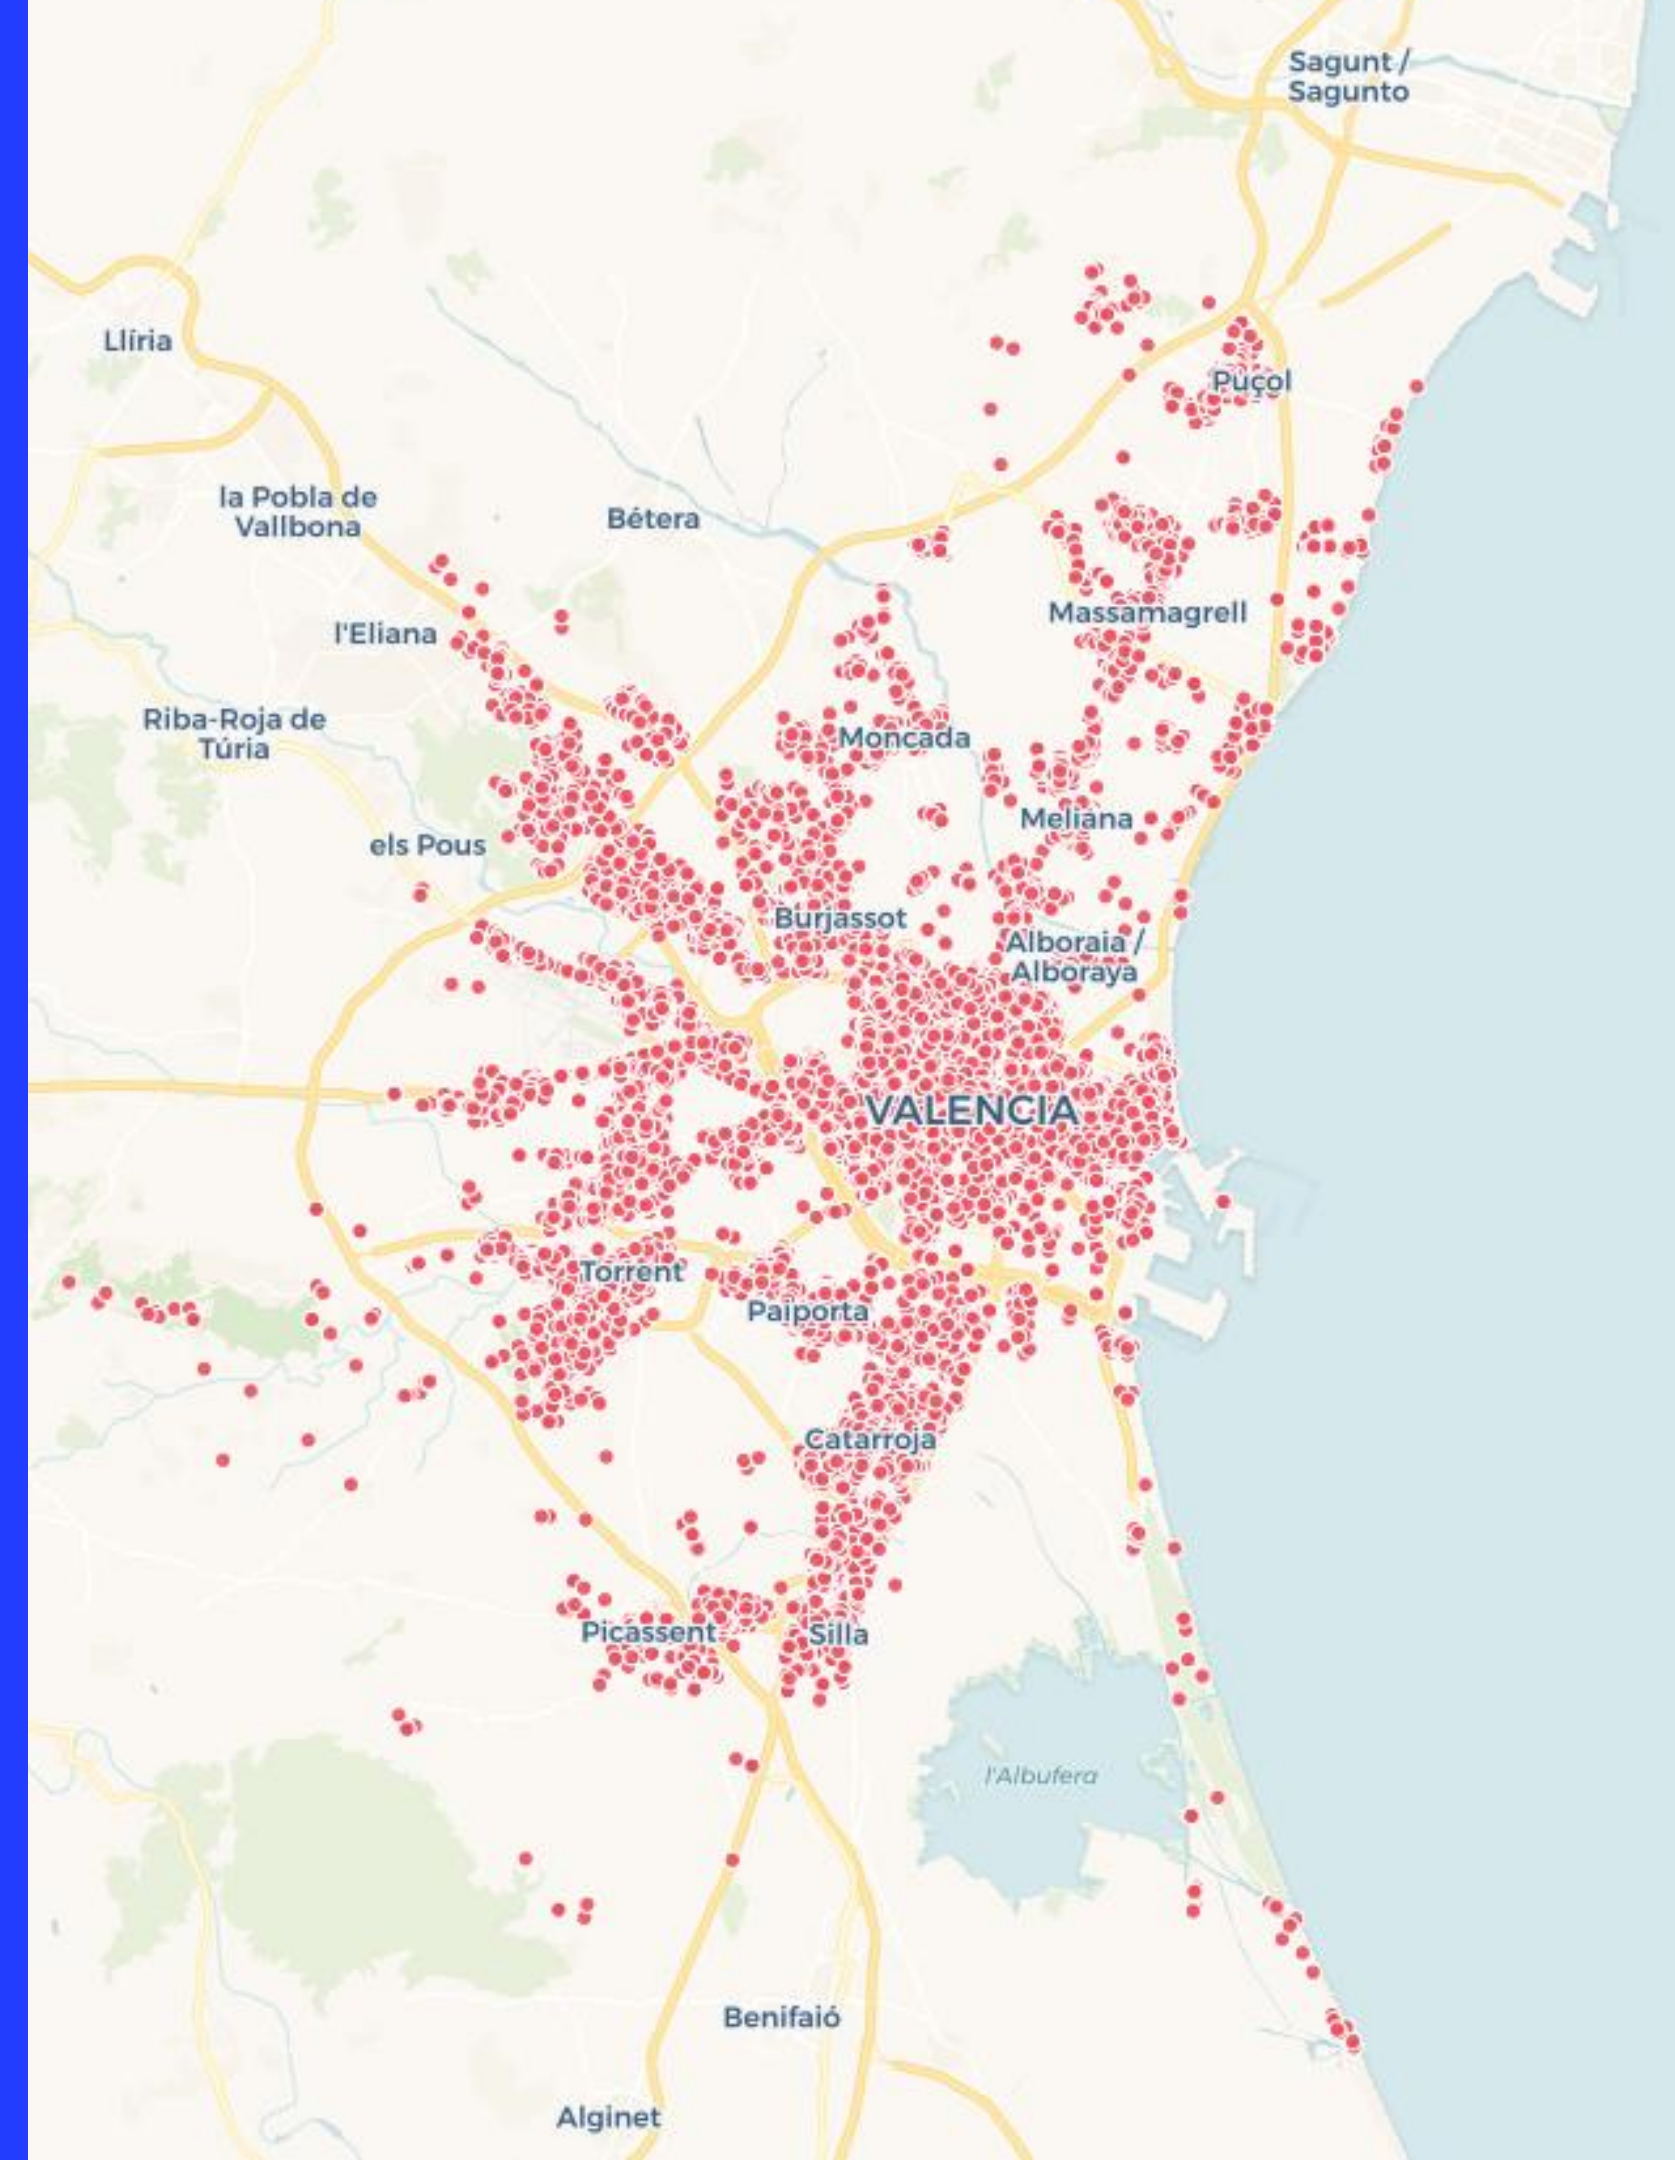 Sagunt /
Sagunto
Llíria
Puçol
la Pobla de
Vallbona
Bétera
Massamagrell
l'Eliana
Riba-Roja de
Túria
Moncada
Meliana
els Pous
Burjassot
Alboraia /
Alboraya
VALENCIA
Torrent
Paiporta
Catarroja
Picassent
Silla
l'Albufera
Benifaió
Alginet